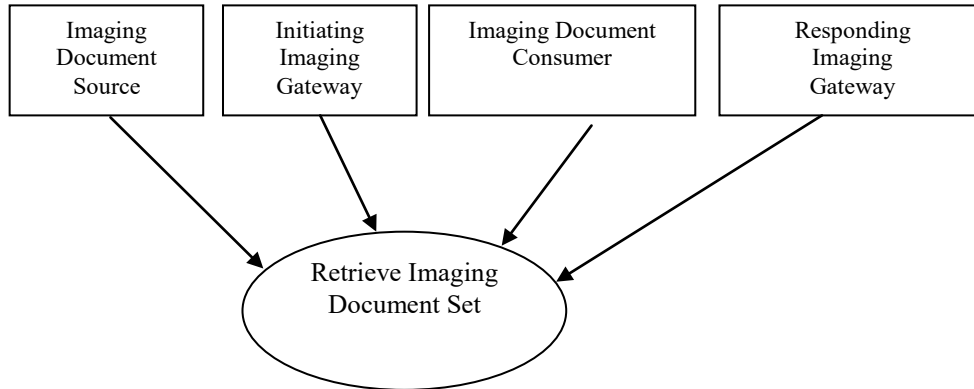 Imaging
Document
Source
Initiating
Imaging
Gateway
Imaging Document
Consumer
Responding
Imaging
Gateway
Retrieve Imaging
Document Set